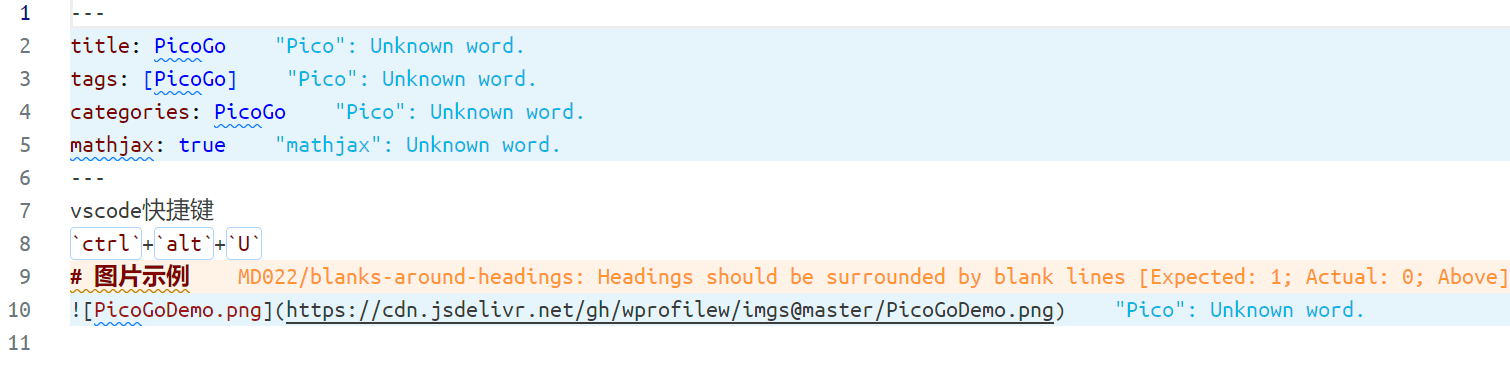 1 ---
2 title: PicoGo "Pico": Unknown word.
3 tags: [PicoGo] "Pico": Unknown word.
4 categories: PicoGo "Pico": Unknown word.
5 mathjax: true "mathjax": Unknown word.
6 ---
7 vscode快捷键
8 `ctrl`+`alt`+`U`
9 # 图片示例 MD022/blanks-around-headings: Headings should be surrounded by blank lines [Expected: 1; Actual: 0; Above]
10 ![PicoGoDemo.png](https://cdn.jsdelivr.net/gh/wprofilew/imgs@master/PicoGoDemo.png) "Pico": Unknown word.
11